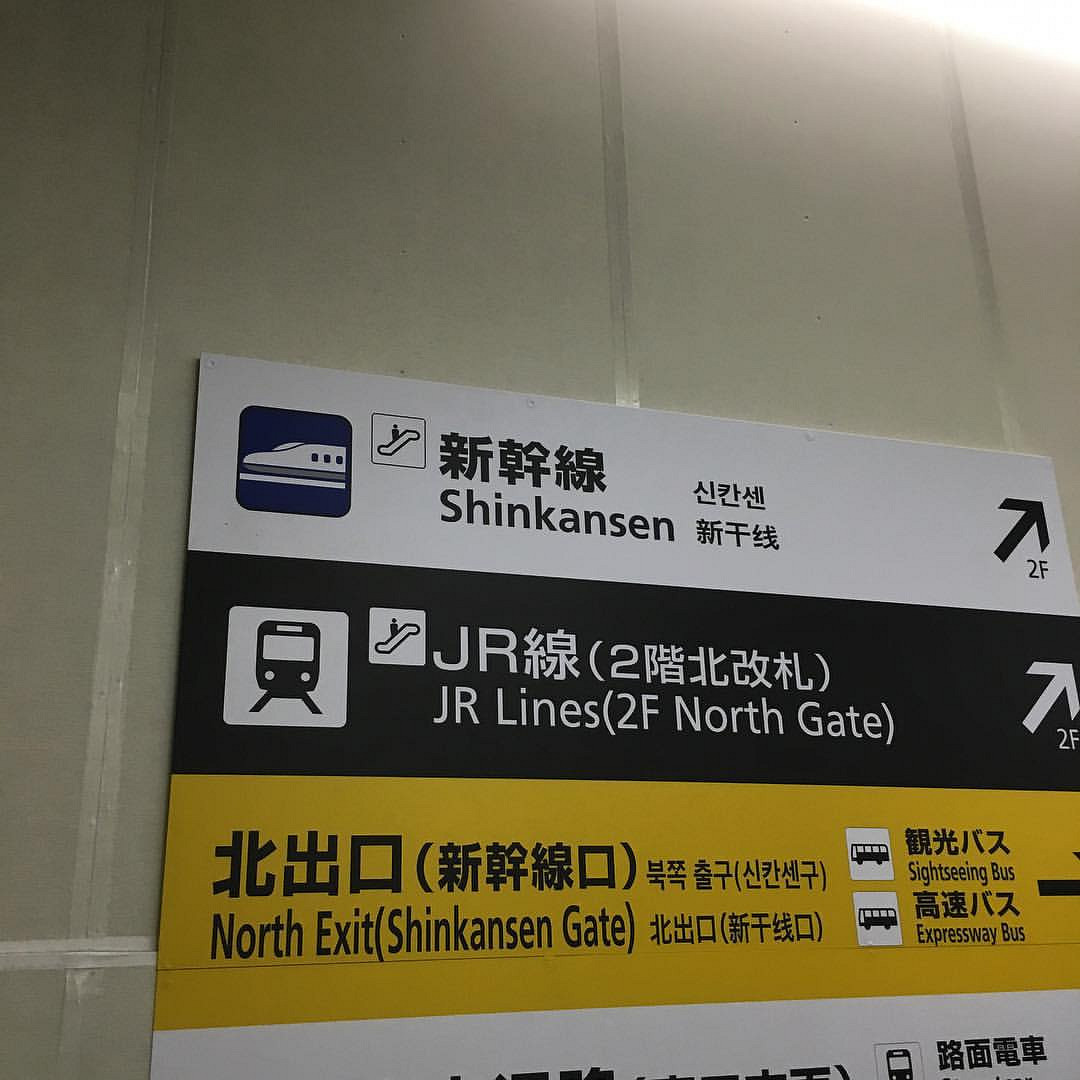 新幹線
Shinkansen
신칸센
新干线
2F
JR線(2階北改札)
JR Lines(2F North Gate)
2F
北出口(新幹線口)
북쪽 출구(신칸센구)
North Exit(Shinkansen Gate)
北出口(新干线口)
観光バス
Sightseeing Bus
高速バス
Expressway Bus
路面電車